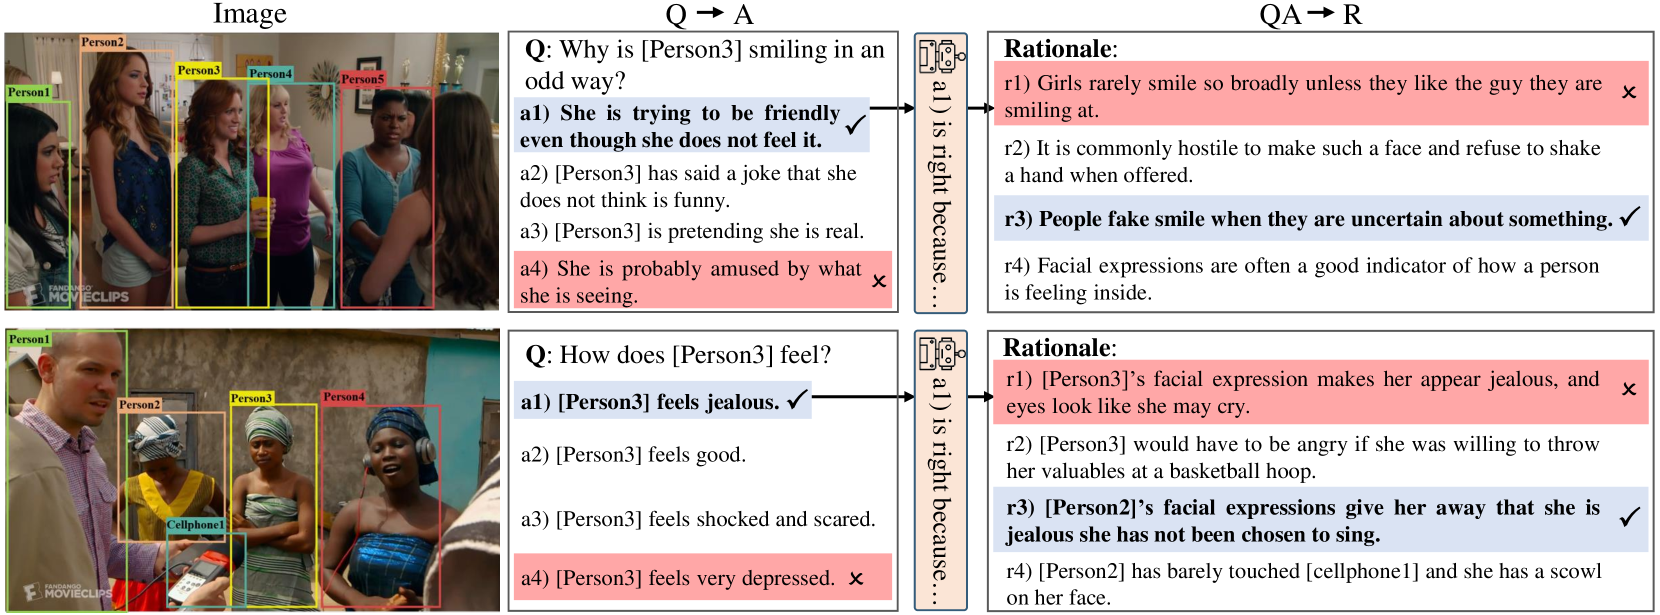 Image
Q → A
QA → R
Person1
Person2
Person3
Person4
Person5
FANDANGO
MOVIECLIPS
Q: Why is [Person3] smiling in an
odd way?
a1) She is trying to be friendly
even though she does not feel it. ✓
a2) [Person3] has said a joke that she
does not think is funny.
a3) [Person3] is pretending she is real.
a4) She is probably amused by what
she is seeing. ✗
a1) is right because...
Rationale:
r1) Girls rarely smile so broadly unless they like the guy they are
smiling at. ✗
r2) It is commonly hostile to make such a face and refuse to shake
a hand when offered.
r3) People fake smile when they are uncertain about something. ✓
r4) Facial expressions are often a good indicator of how a person
is feeling inside.
Person1
Person2
Person3
Person4
Cellphone1
FANDANGO
MOVIECLIPS
Q: How does [Person3] feel?
a1) [Person3] feels jealous. ✓
a2) [Person3] feels good.
a3) [Person3] feels shocked and scared.
a4) [Person3] feels very depressed. ✗
a1) is right because...
Rationale:
r1) [Person3]’s facial expression makes her appear jealous, and
eyes look like she may cry. ✗
r2) [Person3] would have to be angry if she was willing to throw
her valuables at a basketball hoop.
r3) [Person2]’s facial expressions give her away that she is
jealous she has not been chosen to sing. ✓
r4) [Person2] has barely touched [cellphone1] and she has a scowl
on her face.